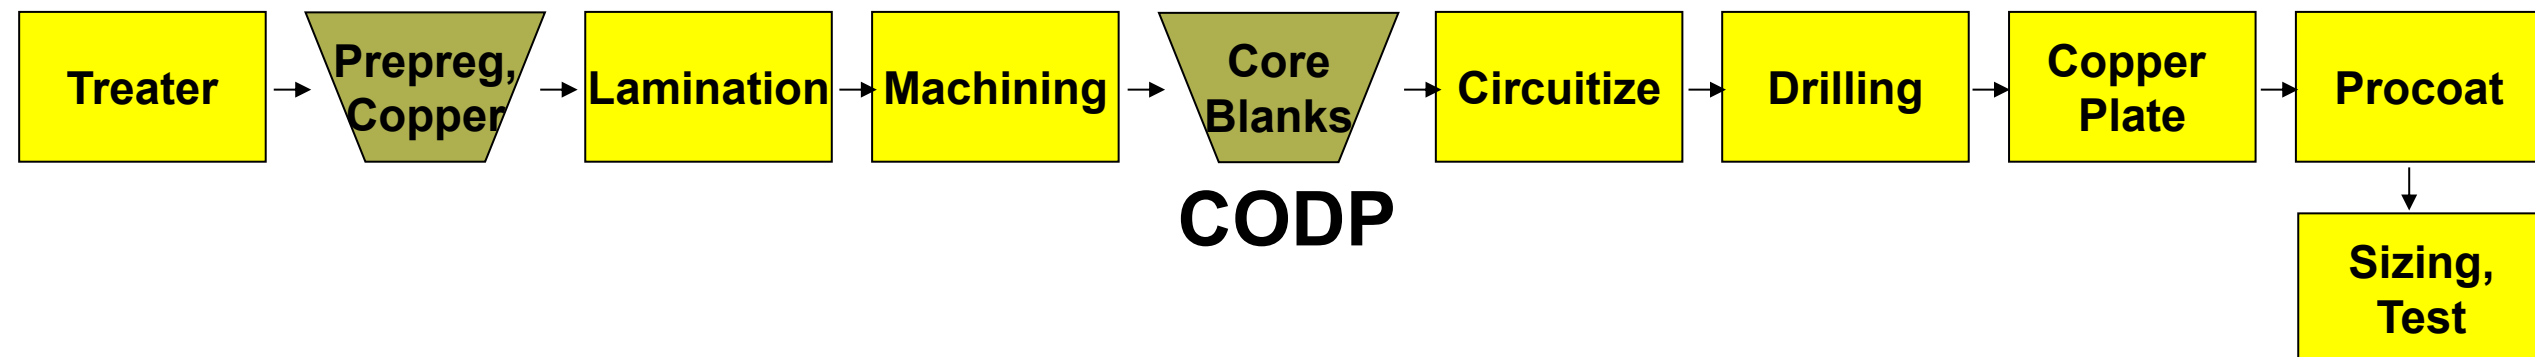 Treater
Prepreg,
Copper
Lamination
Machining
Core
Blanks
Circuitize
Drilling
Copper
Plate
Procoat
CODP
Sizing,
Test